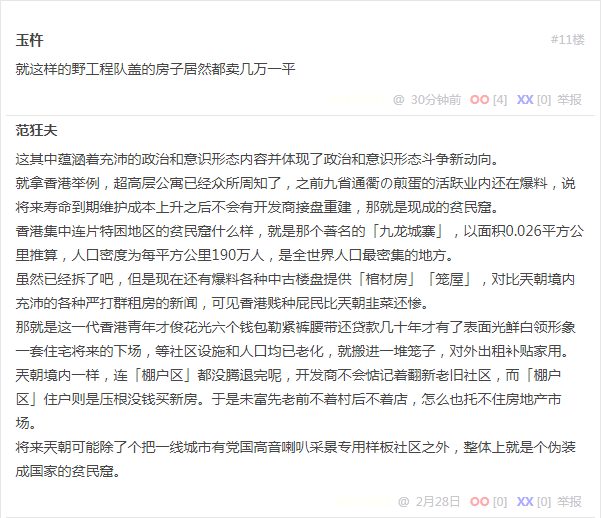 玉杵
#11楼
就这样的野工程队盖的房子居然都卖几万一平
@ 30分钟前 OO [4] XX [0] 举报
范狂夫
这其中蕴涵着充沛的政治和意识形态内容并体现了政治和意识形态斗争新动向。
就拿香港举例，超高层公寓已经众所周知了，之前九省通衢の煎蛋的活跃业内还在爆料，说
将来寿命到期维护成本上升之后不会有开发商接盘重建，那就是现成的贫民窟。
香港集中连片特困地区的贫民窟什么样，就是那个著名的「九龙城寨」，以面积0.026平方公
里推算，人口密度为每平方公里190万人，是全世界人口最密集的地方。
虽然已经拆了吧，但是现在还有爆料各种中古楼盘提供「棺材房」「笼屋」，对比天朝境内
充沛的各种严打群租房的新闻，可见香港贱种屁民比天朝韭菜还惨。
那就是这一代香港青年才俊花光六个钱包勒紧裤腰带还贷款几十年才有了表面光鲜白领形象
一套住宅将来的下场，等社区设施和人口均已老化，就搬进一堆笼子，对外出租补贴家用。
天朝境内一样，连「棚户区」都没腾退完呢，开发商不会惦记着翻新老旧社区，而「棚户
区」住户则是压根没钱买新房。于是未富先老前不着村后不着店，怎么也托不住房地产市
场。
将来天朝可能除了个把一线城市有党国高音喇叭采景专用样板社区之外，整体上就是个伪装
成国家的贫民窟。
@ 2月28日 OO [0] XX [0] 举报